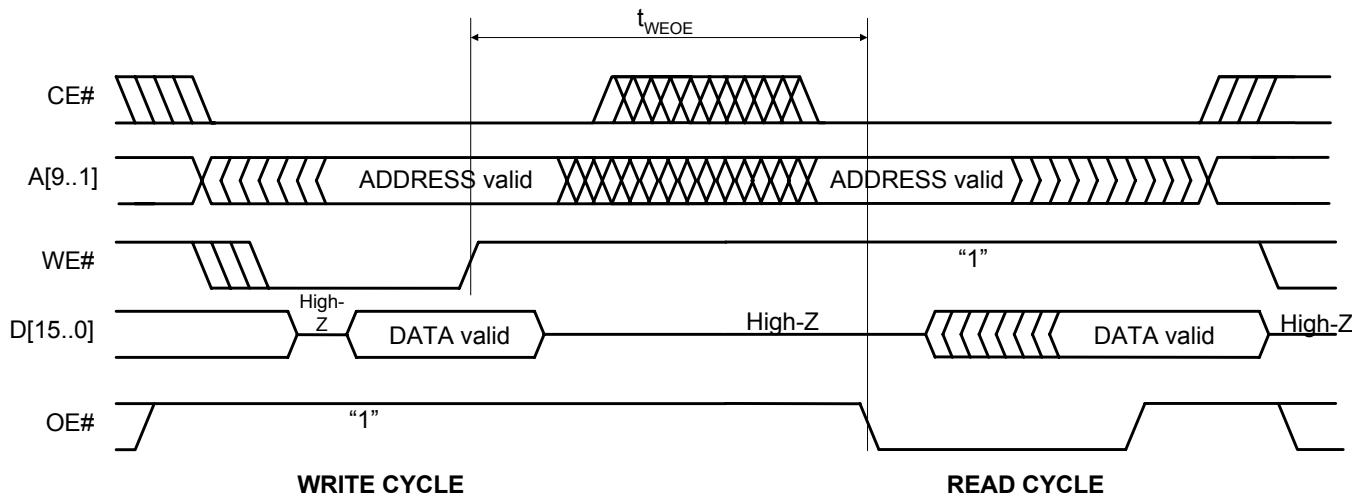 tWEOE
CE#
A[9..1] ADDRESS valid ADDRESS valid
WE# “1”
High-
Z
D[15..0] DATA valid High-Z DATA valid High-Z
OE# “1”
WRITE CYCLE READ CYCLE